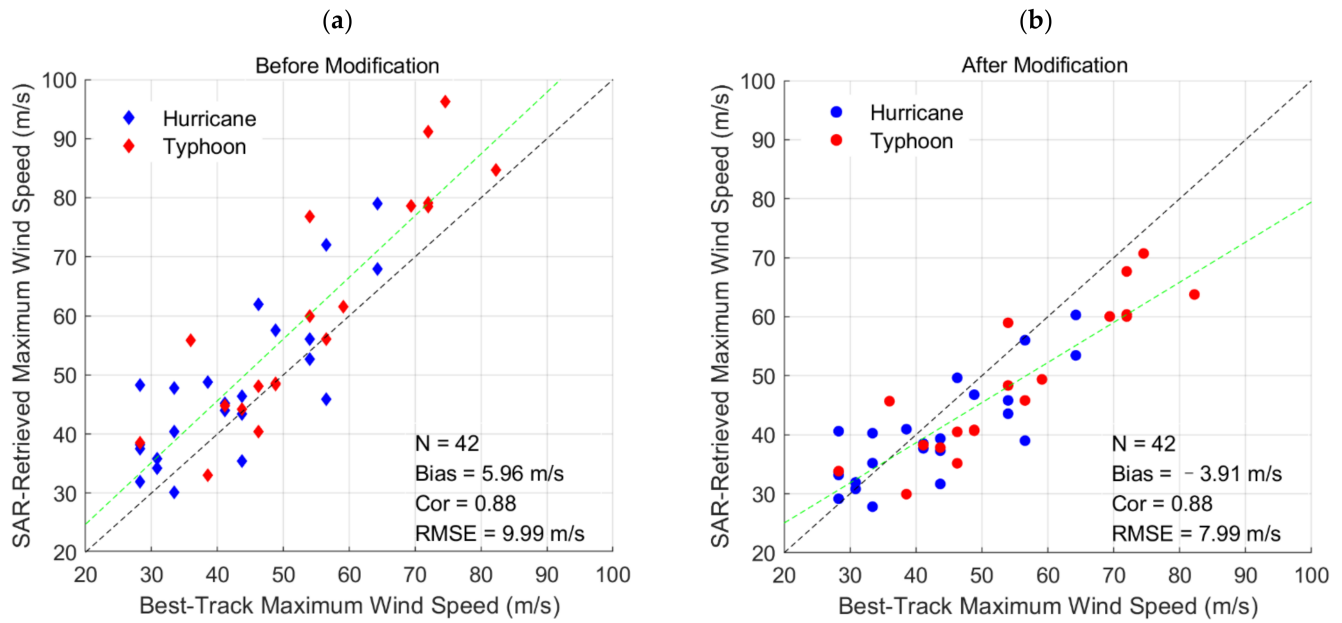 (a)
Before Modification
SAR-Retrieved Maximum Wind Speed (m/s)
100
90
80
70
60
50
40
30
20
Hurricane
Typhoon
N = 42
Bias = 5.96 m/s
Cor = 0.88
RMSE = 9.99 m/s
20 30 40 50 60 70 80 90 100
Best-Track Maximum Wind Speed (m/s)
(b)
After Modification
SAR-Retrieved Maximum Wind Speed (m/s)
100
90
80
70
60
50
40
30
20
Hurricane
Typhoon
N = 42
Bias = −3.91 m/s
Cor = 0.88
RMSE = 7.99 m/s
20 30 40 50 60 70 80 90 100
Best-Track Maximum Wind Speed (m/s)